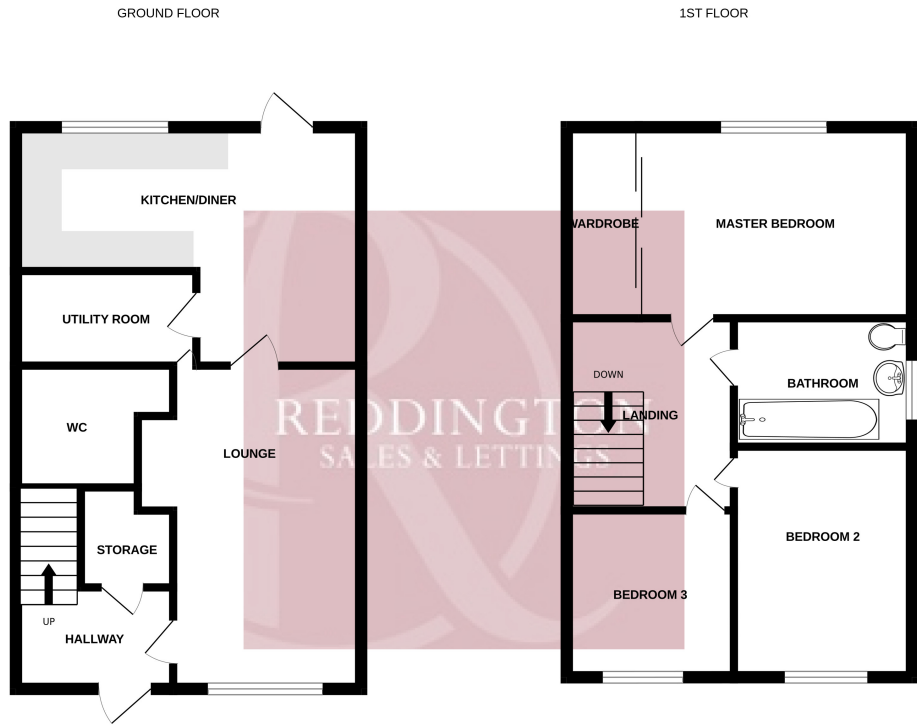 GROUND FLOOR
1ST FLOOR
KITCHEN/DINER
UTILITY ROOM
WC
LOUNGE
STORAGE
UP
HALLWAY
WARDROBE
MASTER BEDROOM
DOWN
LANDING
BATHROOM
BEDROOM 2
BEDROOM 3
REDDINGTON
SALES & LETTINGS